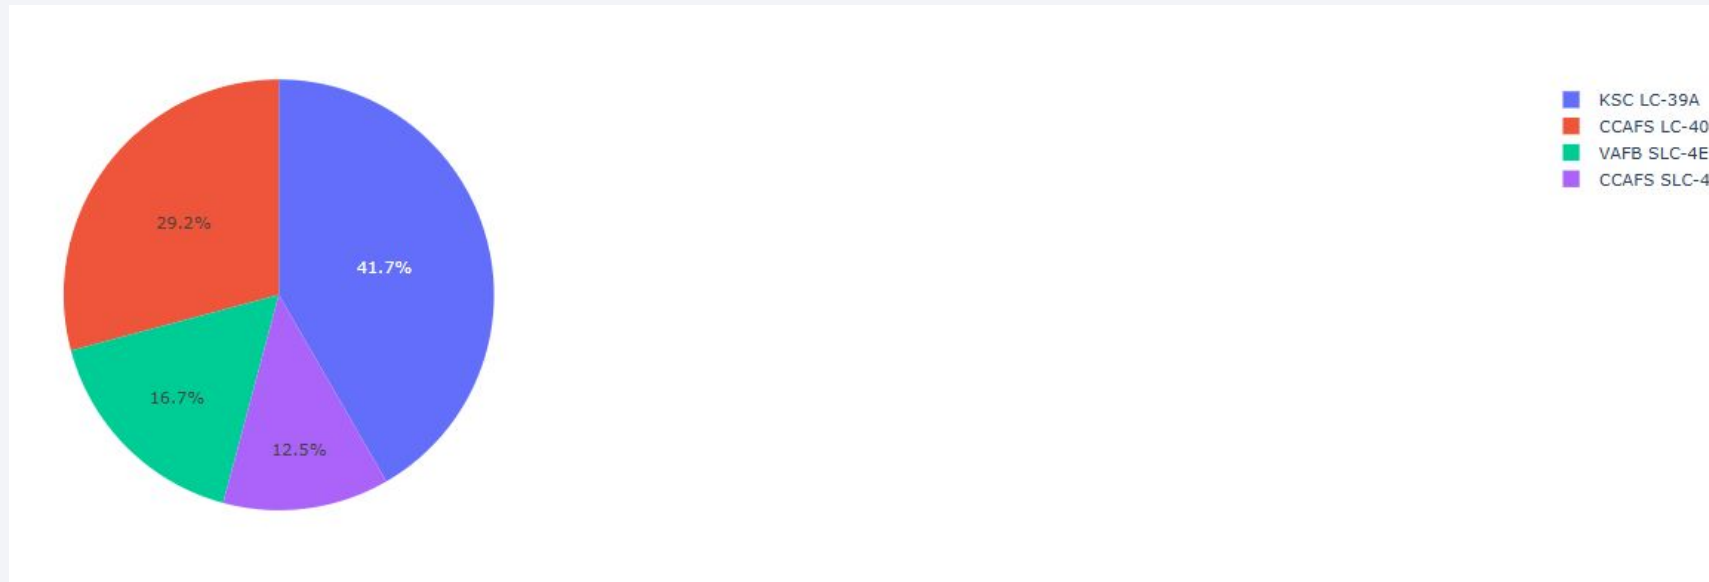 KSC LC-39A
CCAFS LC-40
VAFB SLC-4E
CCAFS SLC-4
29.2%
41.7%
16.7%
12.5%